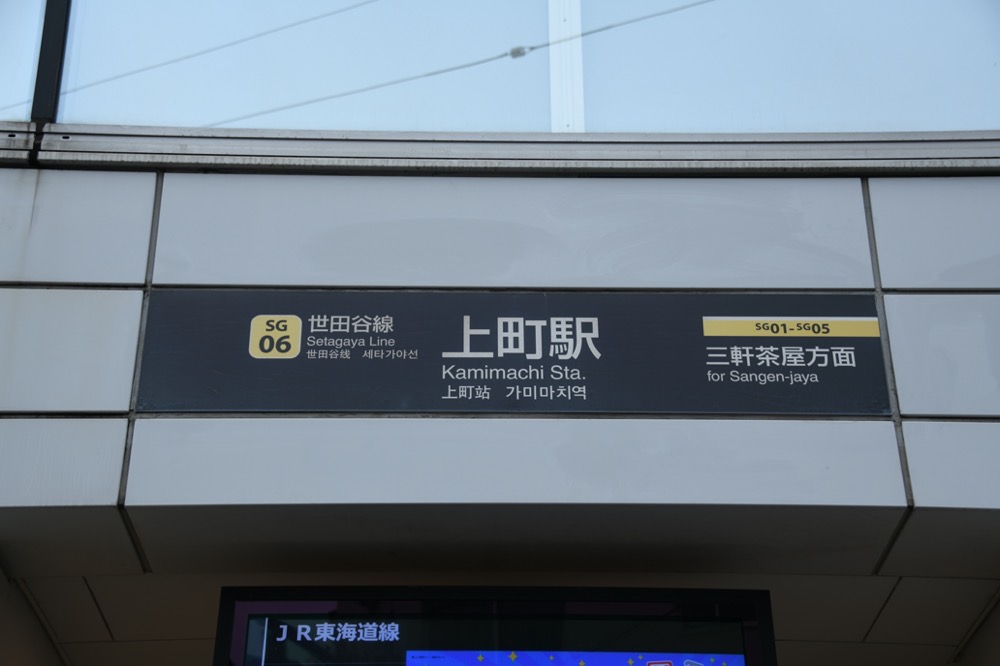 SG
06
世田谷線
Setagaya Line
世田谷线 세타가야선
上町駅
Kamimachi Sta.
上町站 가미마치역
SG01-SG05
三軒茶屋方面
for Sangen-jaya
JR東海道線